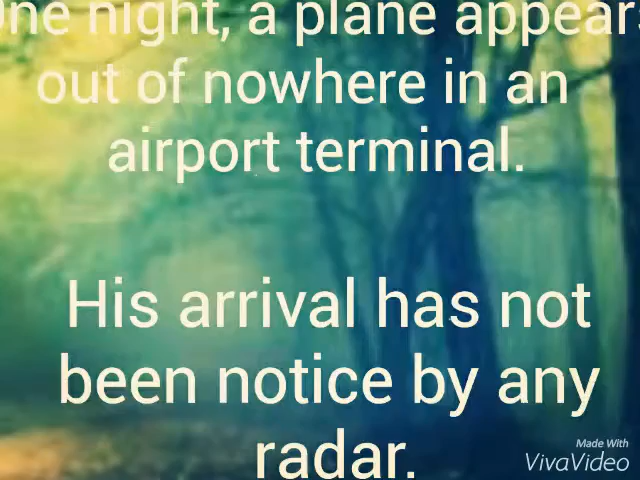 One night, a plane appears
out of nowhere in an
airport terminal.
His arrival has not
been notice by any
radar.
Made With
VivaVideo